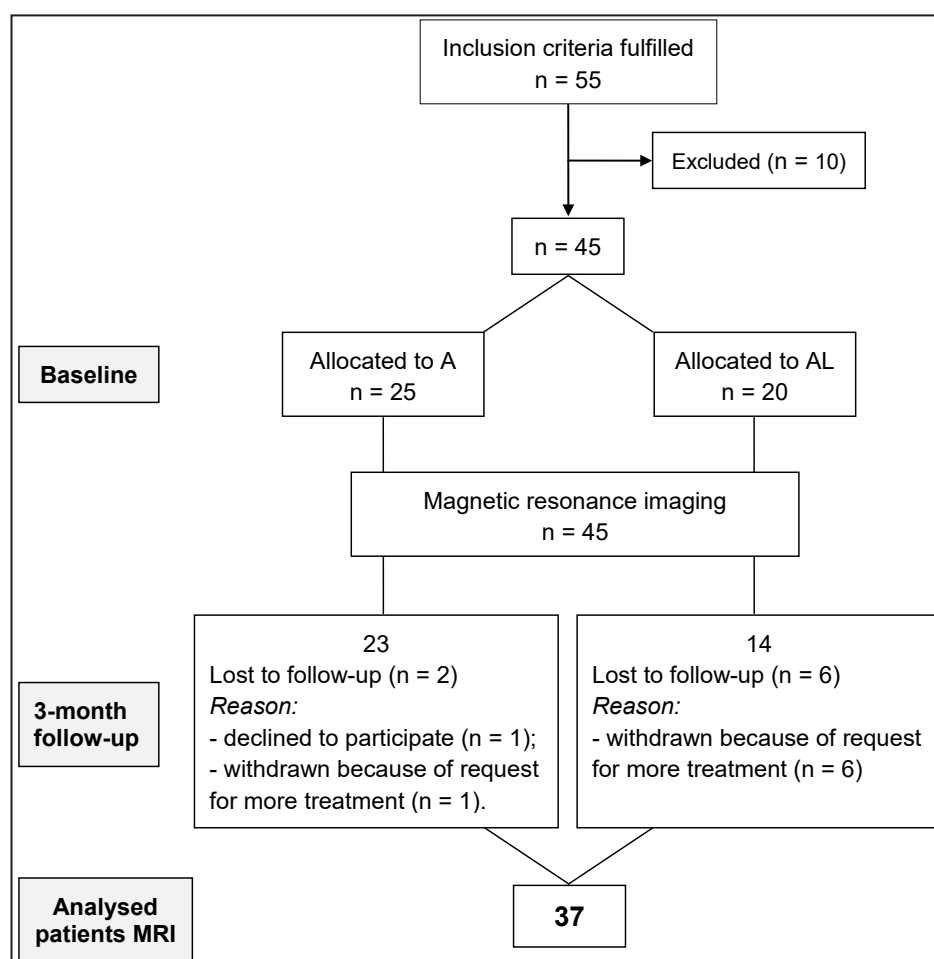 Inclusion criteria fulfilled
n = 55
Excluded (n = 10)
n = 45
Baseline
Allocated to A
n = 25
Allocated to AL
n = 20
Magnetic resonance imaging
n = 45
3-month
follow-up
23
Lost to follow-up (n = 2)
Reason:
- declined to participate (n = 1);
- withdrawn because of request
for more treatment (n = 1).
14
Lost to follow-up (n = 6)
Reason:
- withdrawn because of request
for more treatment (n = 6)
Analysed
patients MRI
37